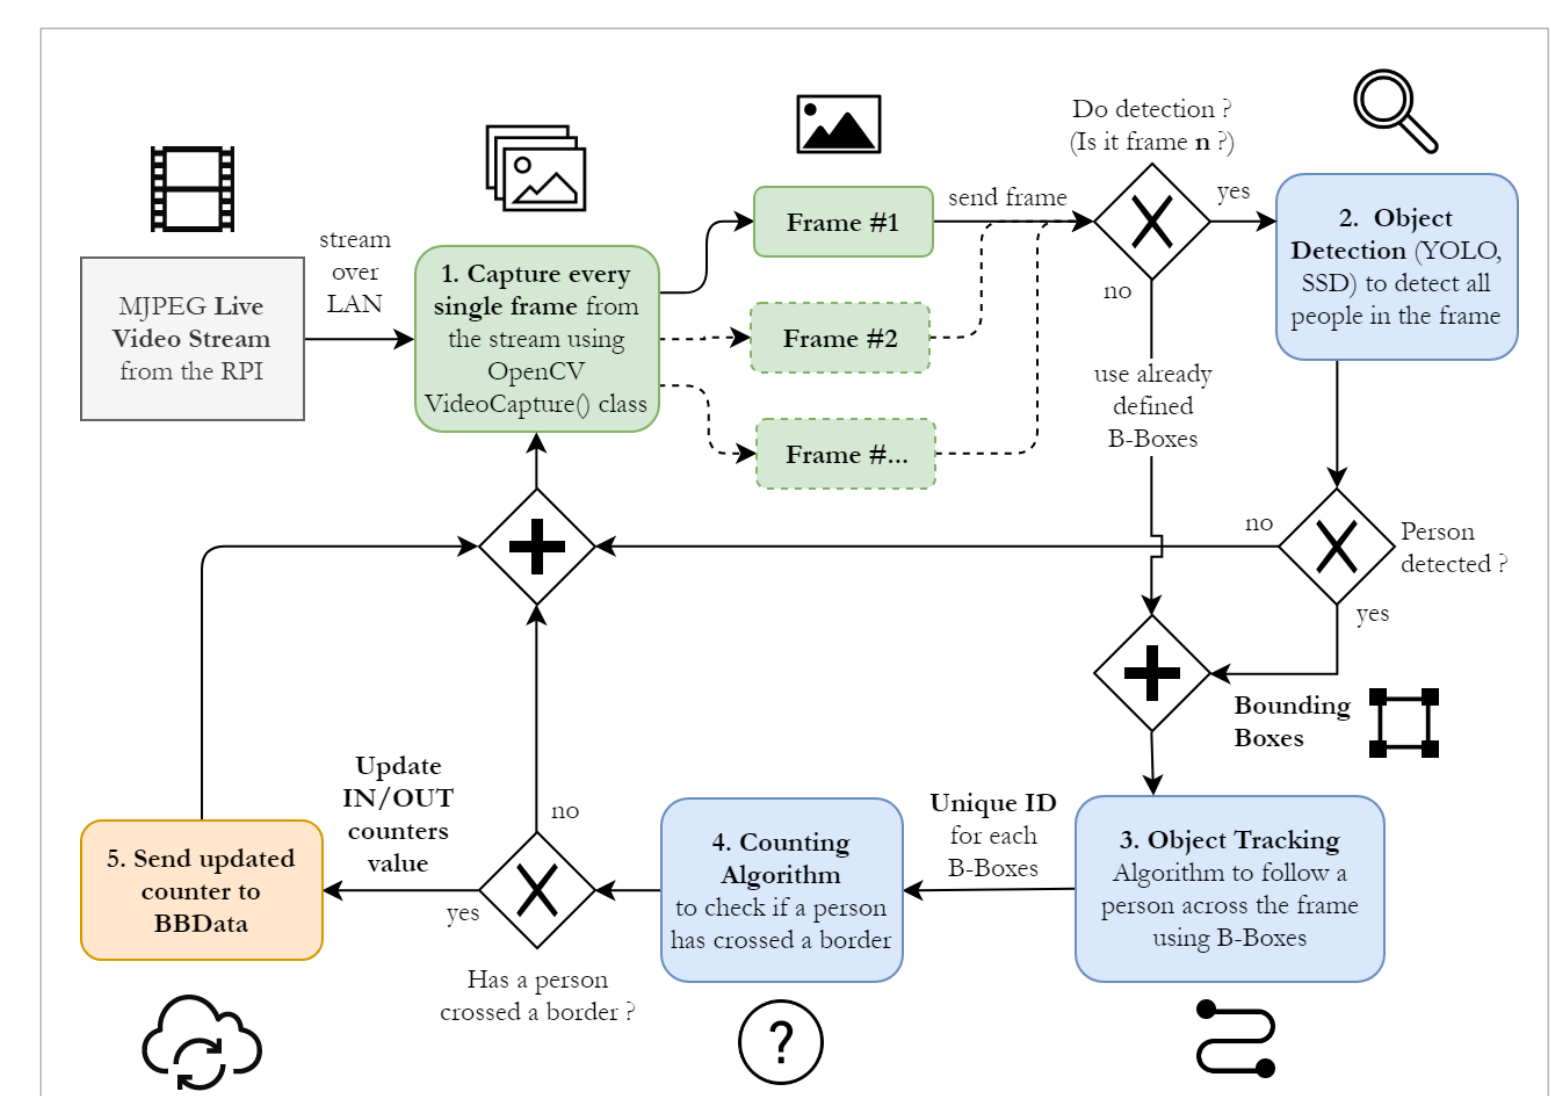 MJPEG Live
Video Stream
from the RPI
stream
over
LAN
1. Capture every
single frame from
the stream using
OpenCV
VideoCapture() class
Frame #1
Frame #2
Frame #...
send frame
Do detection ?
(Is it frame n ?)
X
yes
no
2. Object
Detection (YOLO,
SSD) to detect all
people in the frame
use already
defined
B-Boxes
X
Person
detected ?
no
yes
+
+
Bounding
Boxes
3. Object Tracking
Algorithm to follow a
person across the frame
using B-Boxes
Unique ID
for each
B-Boxes
4. Counting
Algorithm
to check if a person
has crossed a border
?
X
Has a person
crossed a border ?
no
yes
Update
IN/OUT
counters
value
5. Send updated
counter to
BBData